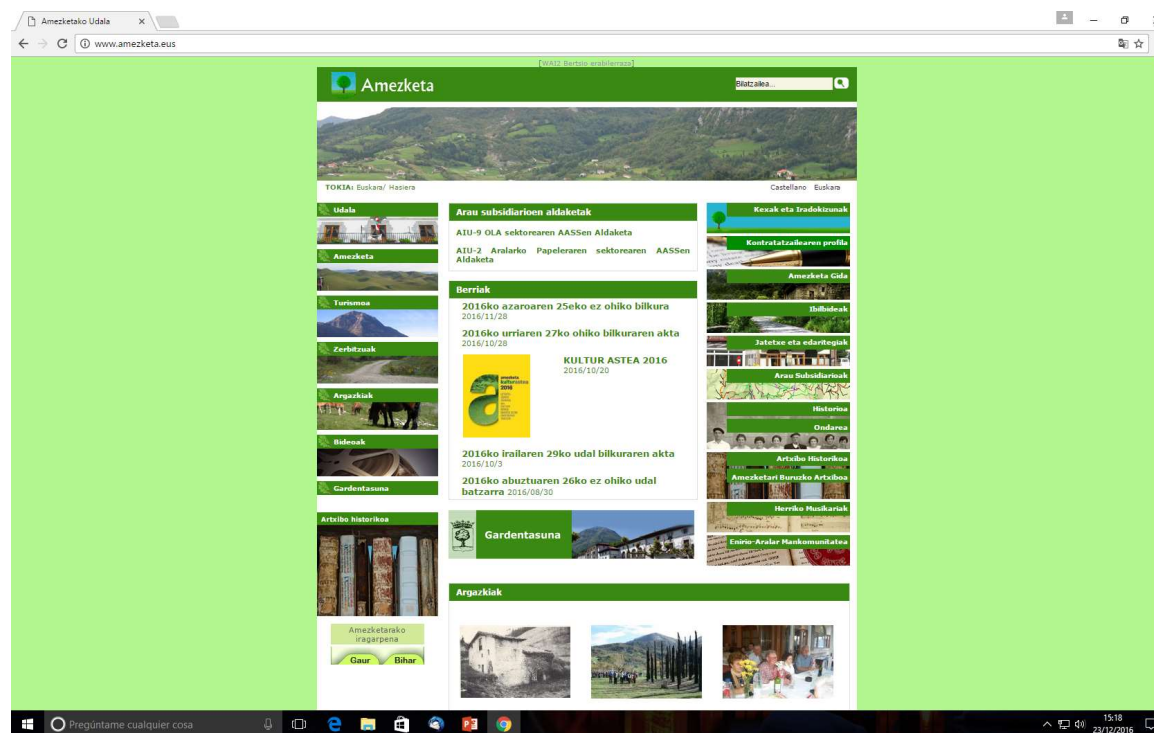 Amezketako Udala
www.amezketa.eus
[WAI2 Bertsio erabilerraza]
Amezketa
Bilatzailea...
TOKIA: Euskara/ Hasiera
Castellano Euskara
Udala
Amezketa
Turismoa
Zerbitzuak
Argazkiak
Bideoak
Gardentasuna
Artxibo historikoa
Amezketarako
iragarpena
Gaur Bihar
Arau subsidiarioen aldaketak
AIU-9 OLA sektorearen AASSen Aldaketa
AIU-2 Aralarko Papeleraren sektorearen AASSen
Aldaketa
Berriak
2016ko azaroaren 25eko ez ohiko bilkura
2016/11/28
2016ko urriaren 27ko ohiko bilkuraren akta
2016/10/28
KULTUR ASTEA 2016
2016/10/20
amezketa
kulturastea
2016
2016ko irailaren 29ko udal bilkuraren akta
2016/10/3
2016ko abuztuaren 26ko ez ohiko udal
batzarra 2016/08/30
Gardentasuna
Argazkiak
Kexak eta Iradokizunak
Kontratatzailearen profila
Amezketa Gida
Ibilbideak
Jatetxe eta edaritegiak
Arau Subsidiarioak
Historioa
Ondarea
Artxibo Historikoa
Amezketari Buruzko Artxiboa
Herriko Musikariak
Enirio-Aralar Mankomunitatea
Pregúntame cualquier cosa
15:18
23/12/2016